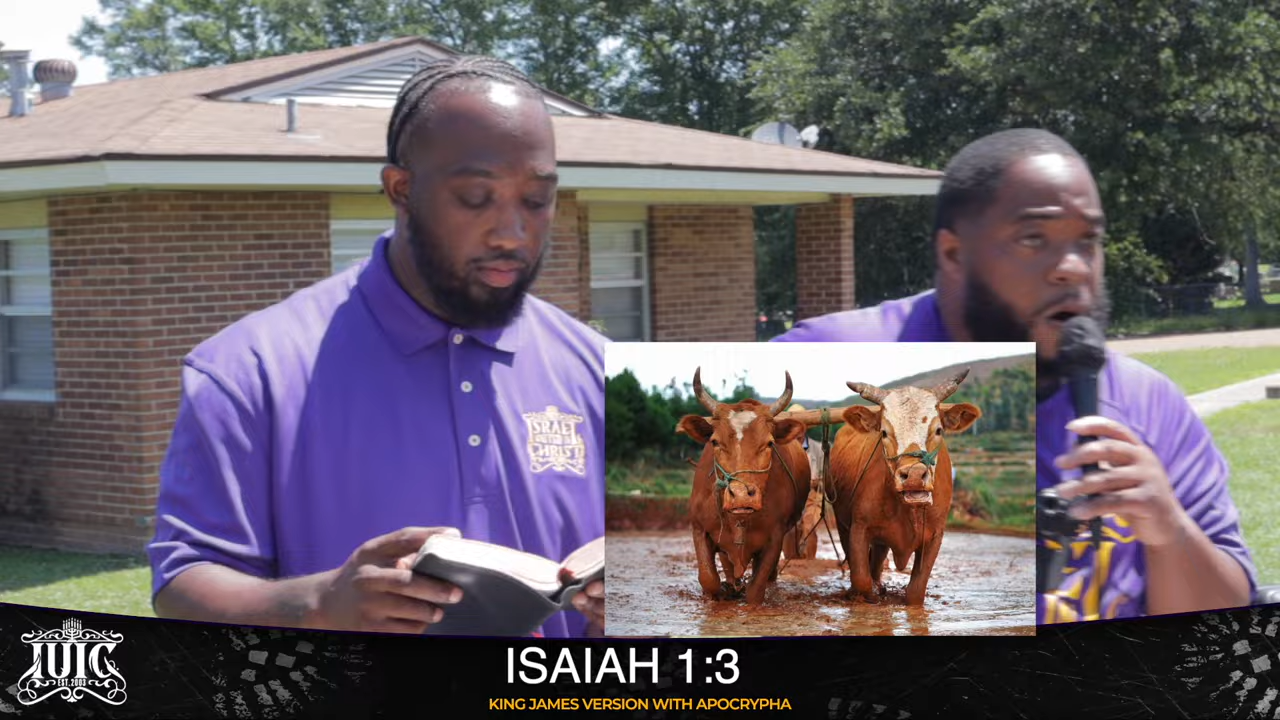 ISRAEL
UNITED IN
CHRIST
IUIC
EST. 2003
ISAIAH 1:3
KING JAMES VERSION WITH APOCRYPHA